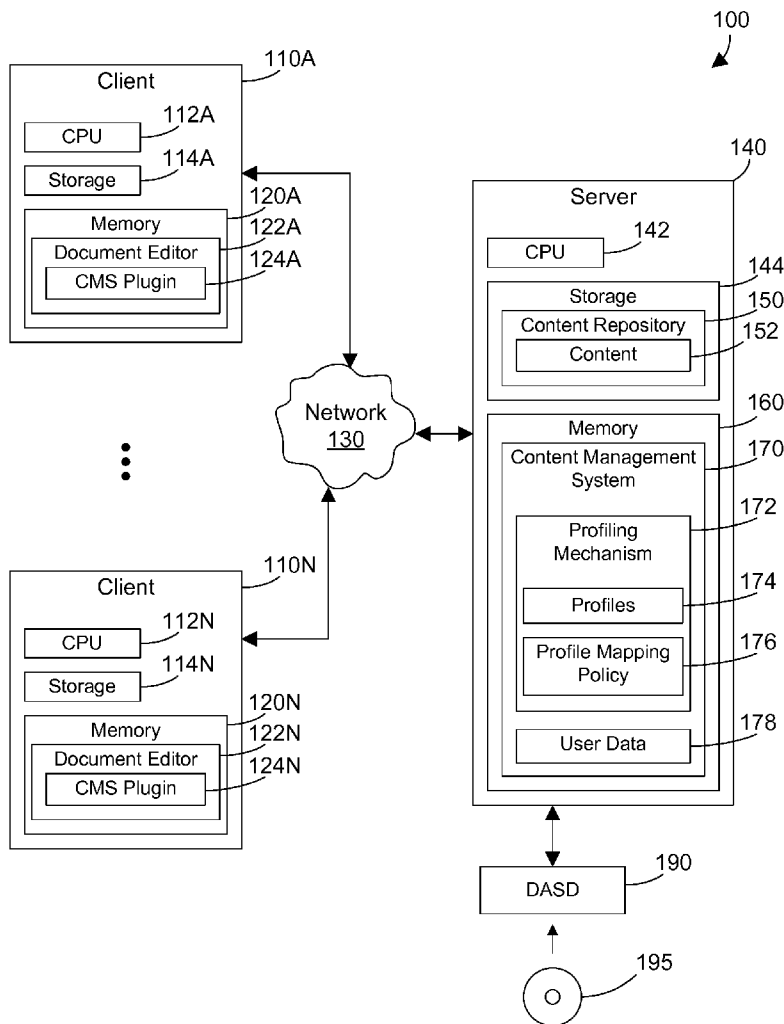 100
110A
Client
112A
CPU
114A
Storage
120A
Memory
122A
Document Editor
124A
CMS Plugin
Network
130
110N
Client
112N
CPU
114N
Storage
120N
Memory
122N
Document Editor
124N
CMS Plugin
140
Server
142
CPU
144
Storage
150
Content Repository
152
Content
160
Memory
170
Content Management
System
172
Profiling
Mechanism
174
Profiles
176
Profile Mapping
Policy
178
User Data
190
DASD
195